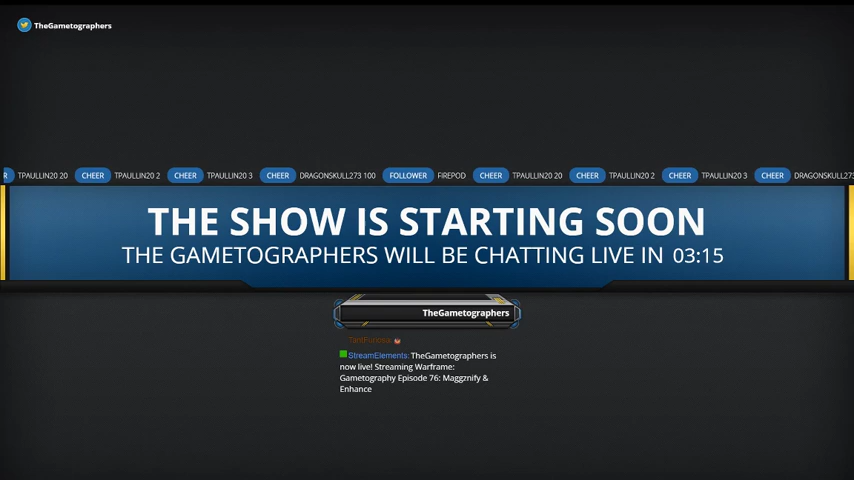 TheGametographers
R TPAULLIN20 20 CHEER TPAULLIN20 2 CHEER TPAULLIN20 3 CHEER DRAGONSKULL273 100 FOLLOWER FIREPOD CHEER TPAULLIN20 20 CHEER TPAULLIN20 2 CHEER TPAULLIN20 3 CHEER DRAGONSKULL273
THE SHOW IS STARTING SOON
THE GAMETOGRAPHERS WILL BE CHATTING LIVE IN 03:15
TheGametographers
StreamElements: TheGametographers is
now live! Streaming Warframe:
Gametography Episode 76: Maggznify &
Enhance